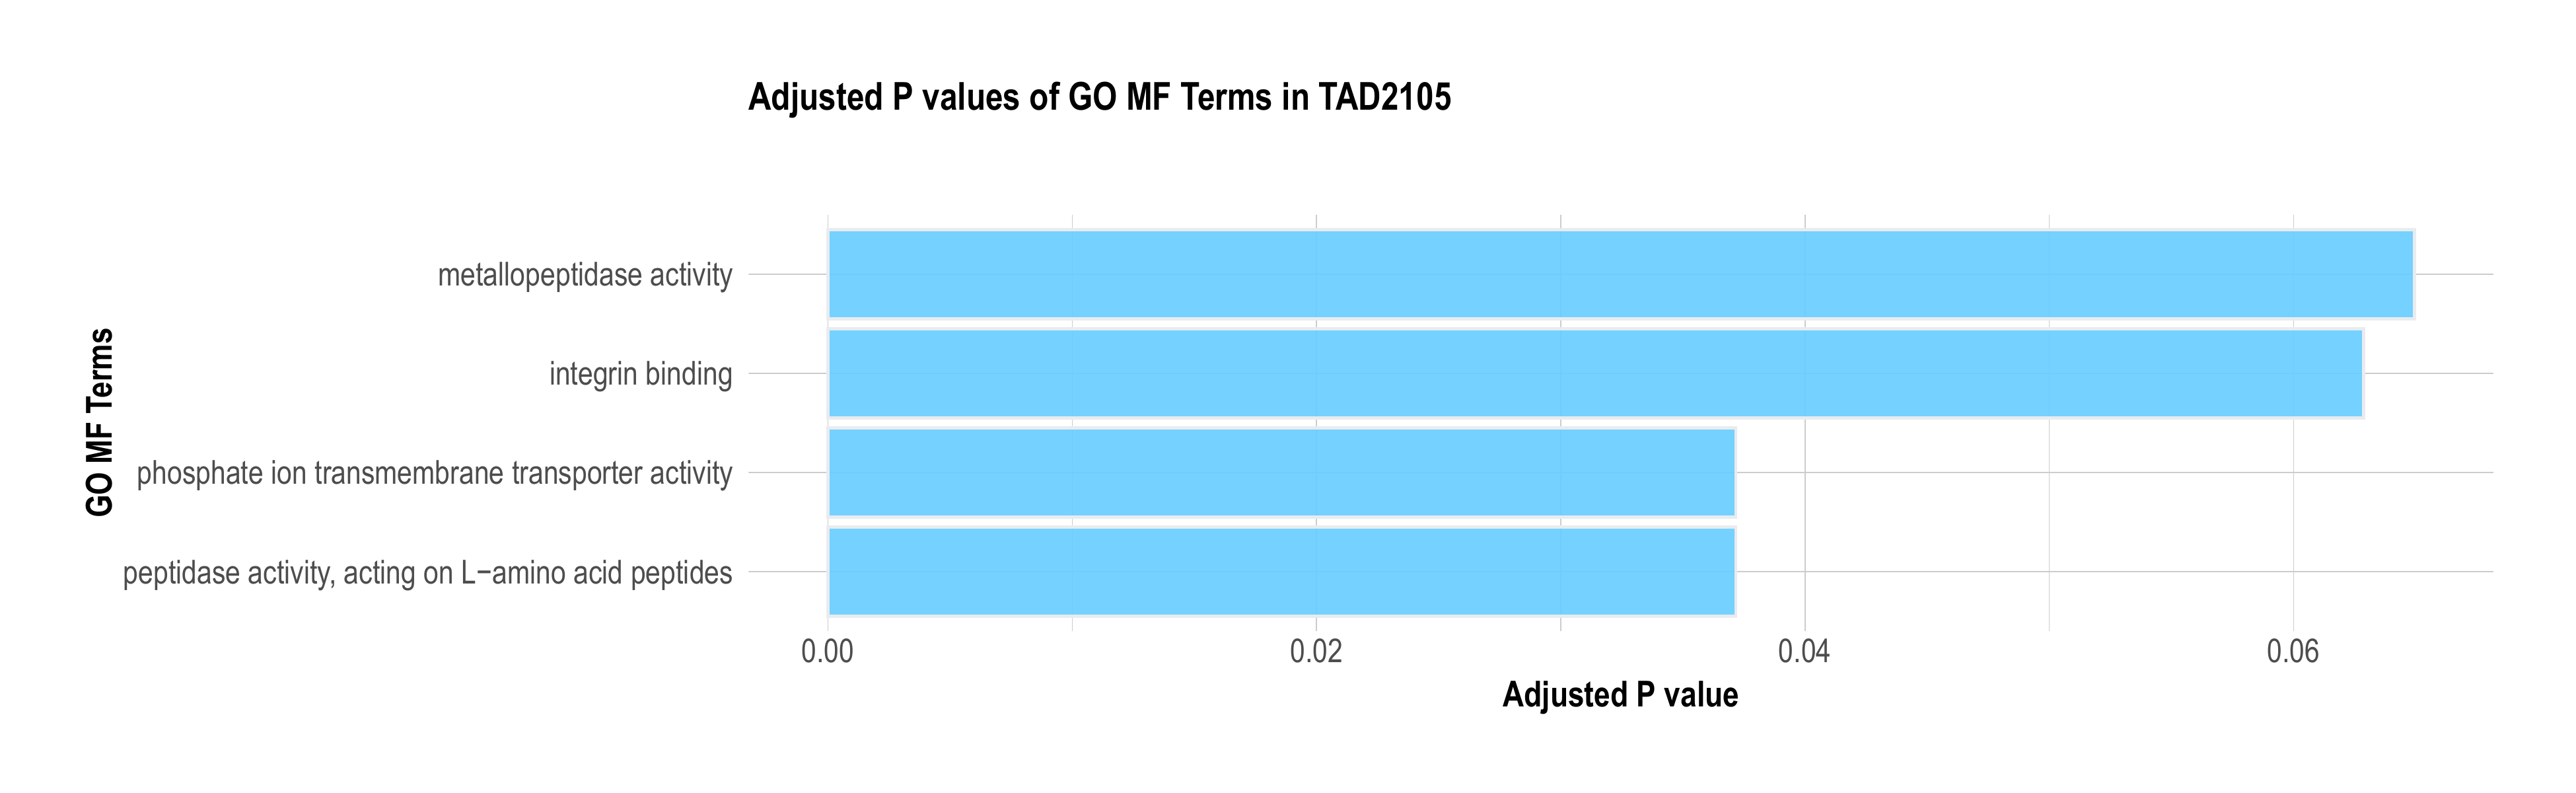 Adjusted P values of GO MF Terms in TAD2105
GO MF Terms
metallopeptidase activity
integrin binding
phosphate ion transmembrane transporter activity
peptidase activity, acting on L−amino acid peptides
0.00
0.02
0.04
0.06
Adjusted P value